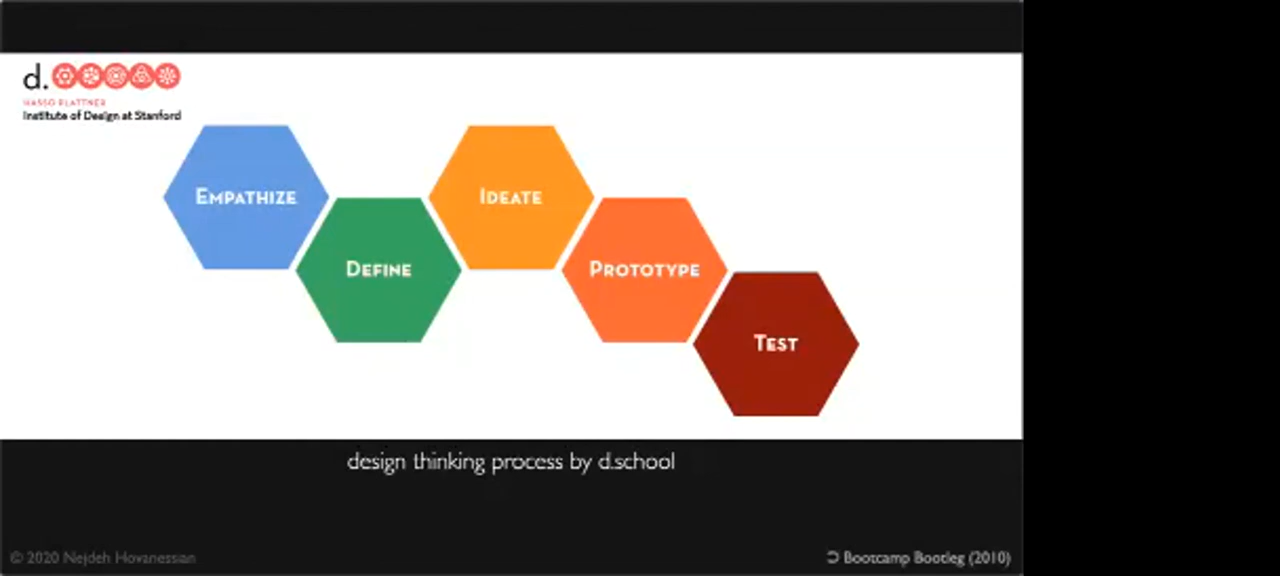 d.
HASSO PLATTNER
Institute of Design at Stanford
EMPATHIZE
IDEATE
DEFINE
PROTOTYPE
TEST
design thinking process by d.school
© 2020 Nejdeh Hovanessian
Ↄ Bootcamp Bootleg (2010)